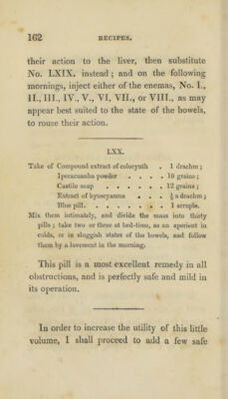 162 RECIPES.
their action to the liver, then substitute
No. LXIX. instead; and on the following
mornings, inject either of the enemas, No. I.,
II., III., IV., V., VI, VII., or VIII., as may
appear best suited to the state of the bowels,
to rouse their action.
LXX.
Take of Compound extract of colocynth . 1 drachm;
Ipecacuanha powder . . . . 10 grains;
Castile soap . . . . . . 12 grains;
Extract of hyoscyamus . . . ½ a drachm;
Blue pill. . . . . . . . 1 scruple.
Mix them intimately, and divide the mass into thirty
pills; take two or three at bed-time, as an aperient in
colds, or in sluggish states of the bowels, and follow
them by a lavement in the morning.
This pill is a most excellent remedy in all
obstructions, and is perfectly safe and mild in
its operation.
In order to increase the utility of this little
volume, I shall proceed to add a few safe